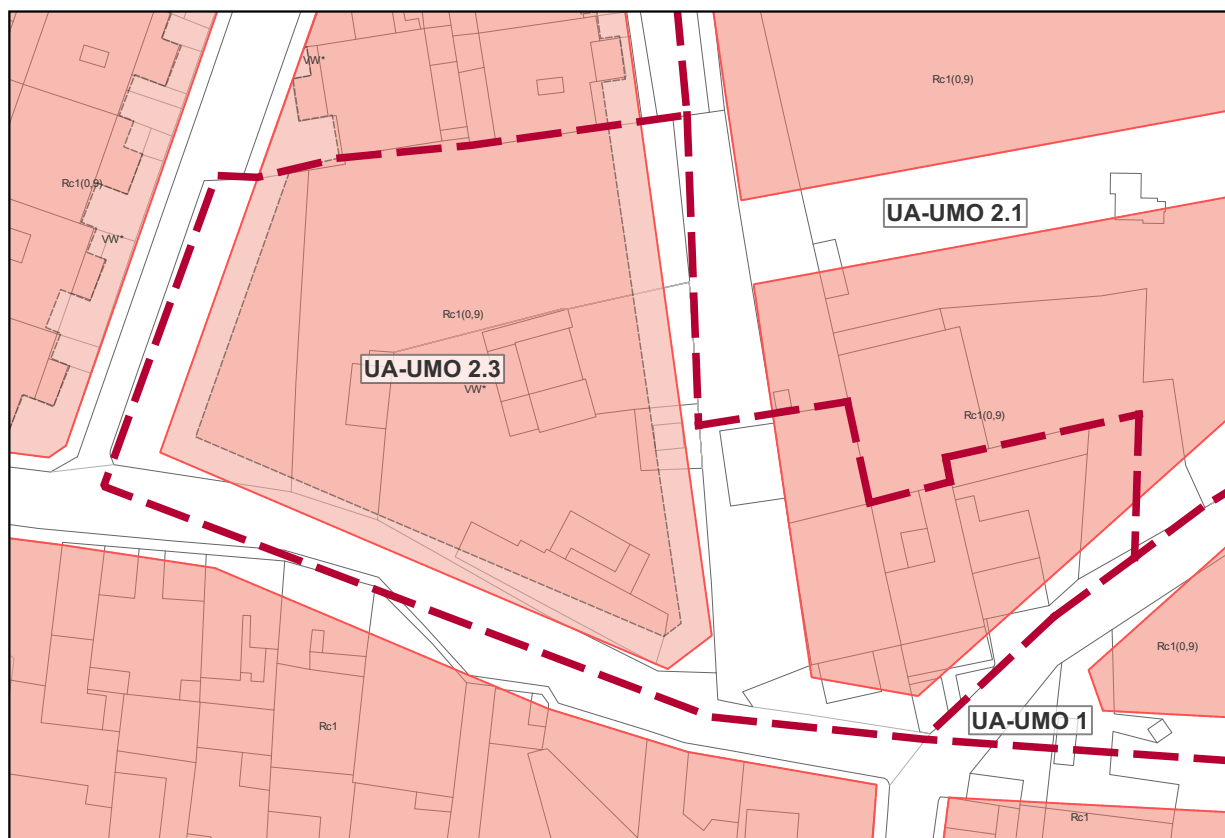 VW*
Rc1(0,9)
Rc1(0,9)
UA-UMO 2.1
VW*
Rc1(0,9)
UA-UMO 2.3
VW*
Rc1(0,9)
Rc1(0,9)
UA-UMO 1
Rc1
Rc1